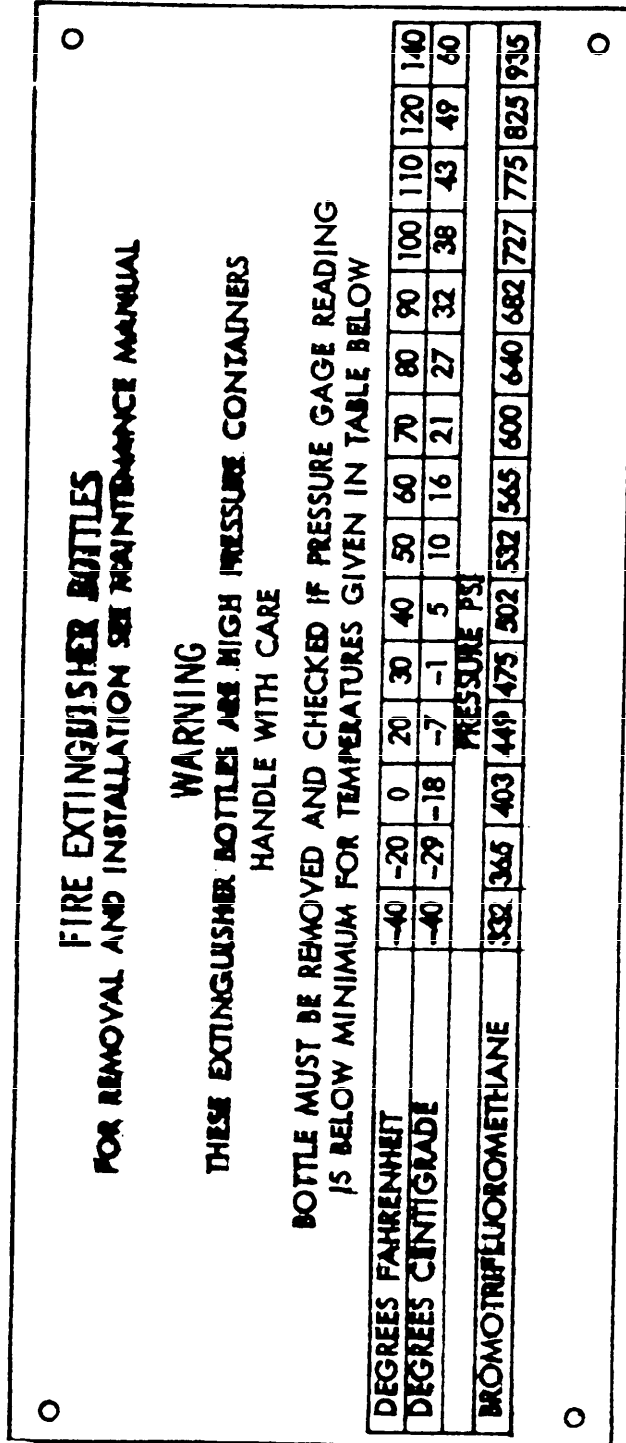 FIRE EXTINGUISHER BOTTLES
FOR REMOVAL AND INSTALLATION SEE MAINTENANCE MANUAL
WARNING
THESE EXTINGUISHER BOTTLES ARE HIGH PRESSURE CONTAINERS
HANDLE WITH CARE
BOTTLE MUST BE REMOVED AND CHECKED IF PRESSURE GAGE READING
IS BELOW MINIMUM FOR TEMPERATURES GIVEN IN TABLE BELOW
DEGREES FAHRENHEIT -40 -20 0 20 30 40 50 60 70 80 90 100 110 120 140
DEGREES CENTIGRADE -40 -29 -18 -7 -1 5 10 16 21 27 32 38 43 49 60
PRESSURE PSI
BROMOTRIFLUOROMETHANE 332 365 403 449 475 502 532 565 600 640 682 727 775 825 935